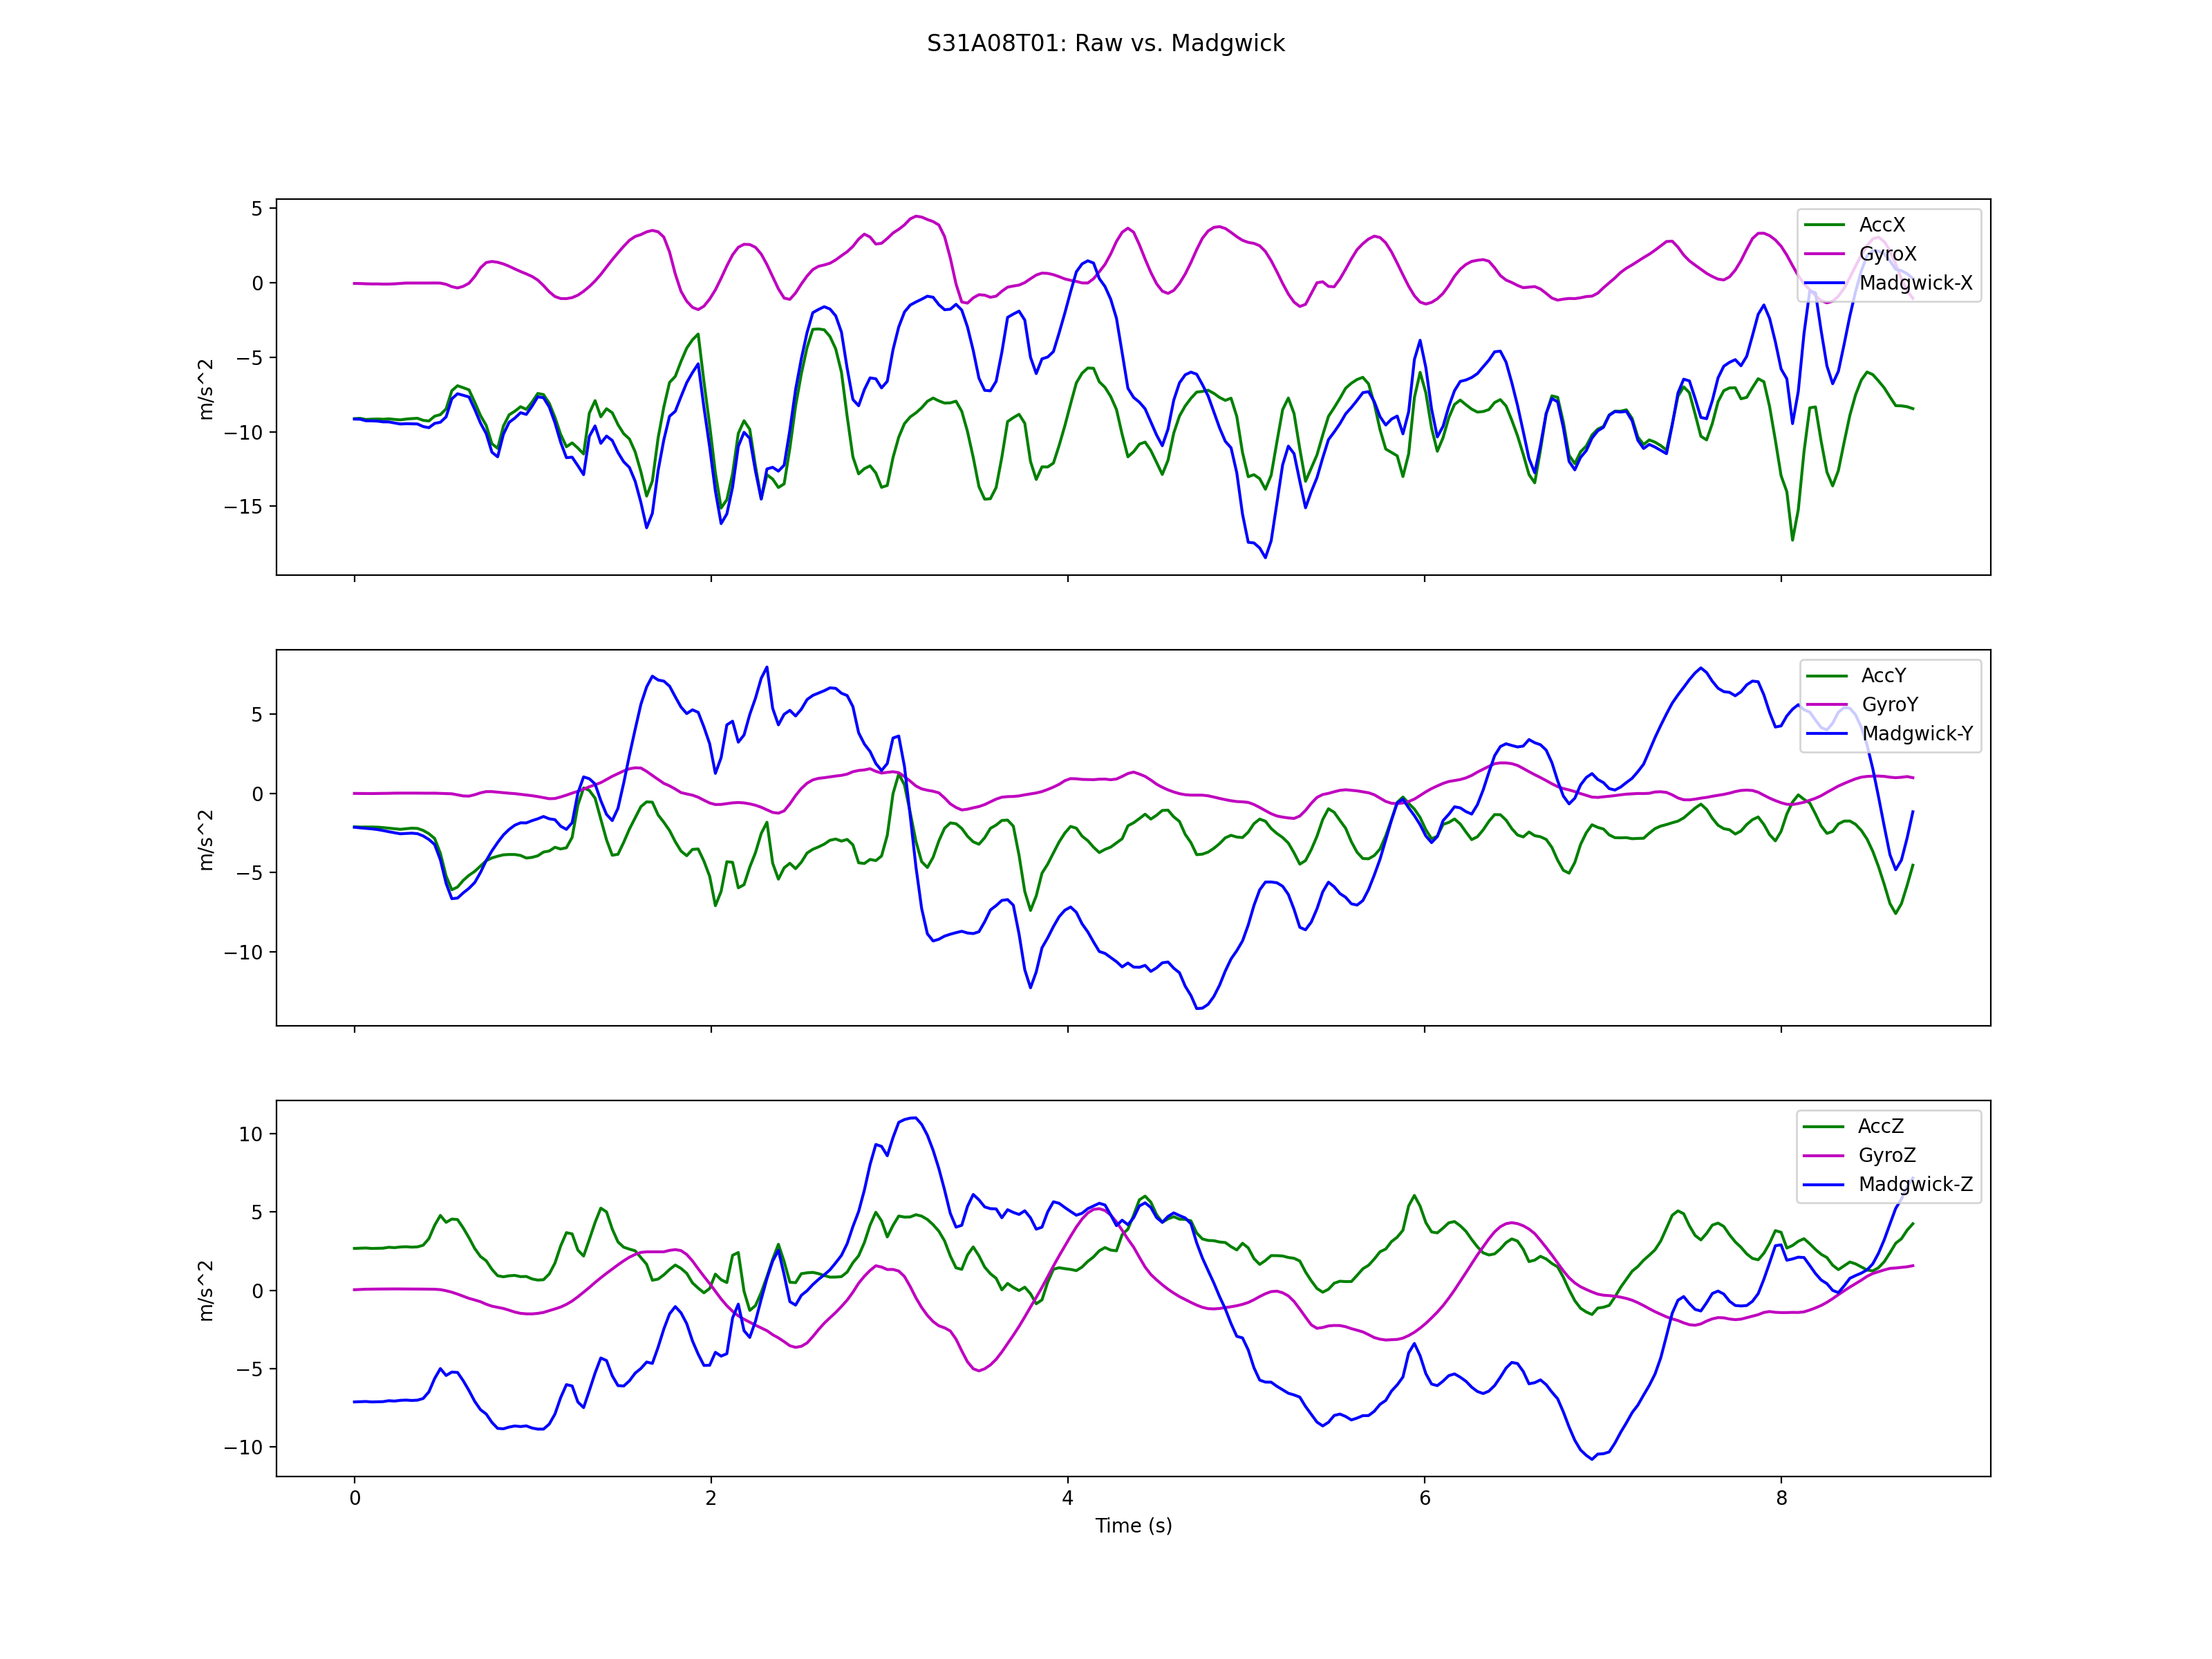 S31A08T01: Raw vs. Madgwick
5
0
−5
−10
−15
m/s^2
AccX
GyroX
Madgwick-X
5
0
−5
−10
m/s^2
AccY
GyroY
Madgwick-Y
10
5
0
−5
−10
m/s^2
AccZ
GyroZ
Madgwick-Z
0 2 4 6 8
Time (s)